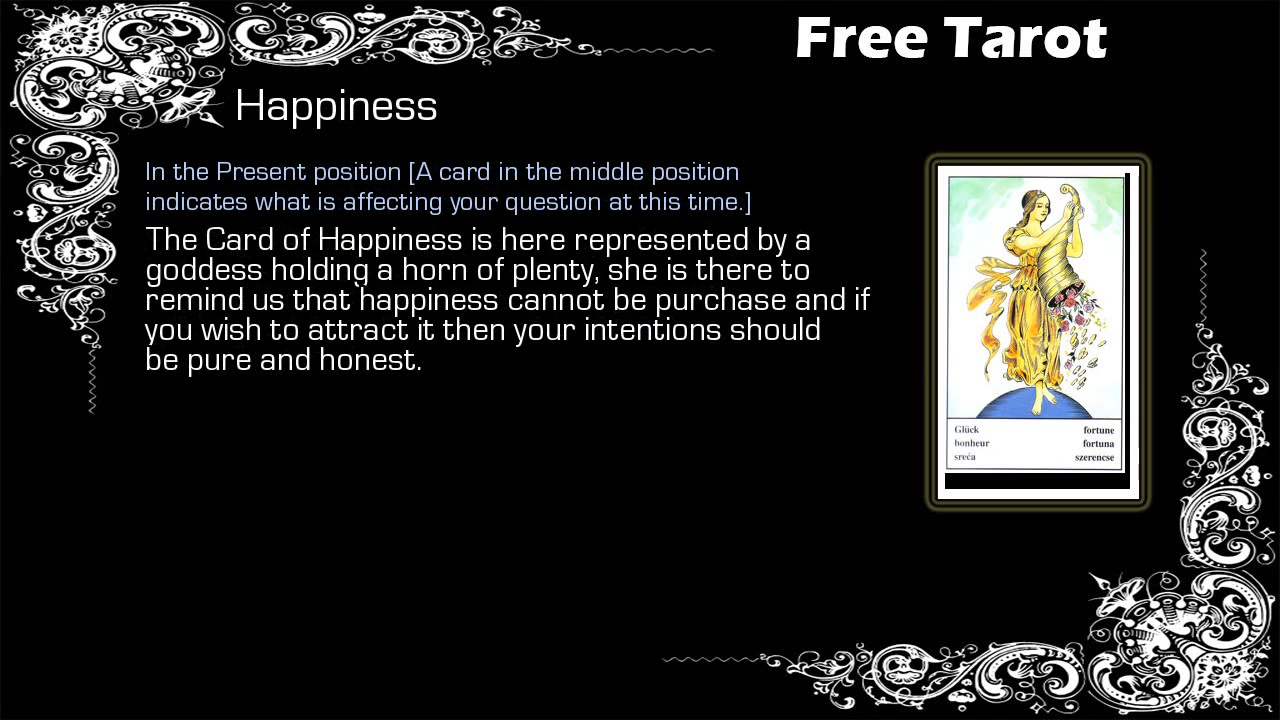 Free Tarot
Happiness
In the Present position [A card in the middle position
indicates what is affecting your question at this time.]
The Card of Happiness is here represented by a
goddess holding a horn of plenty, she is there to
remind us that happiness cannot be purchase and if
you wish to attract it then your intentions should
be pure and honest.
Glück fortune
bonheur fortuna
sreća szerencse